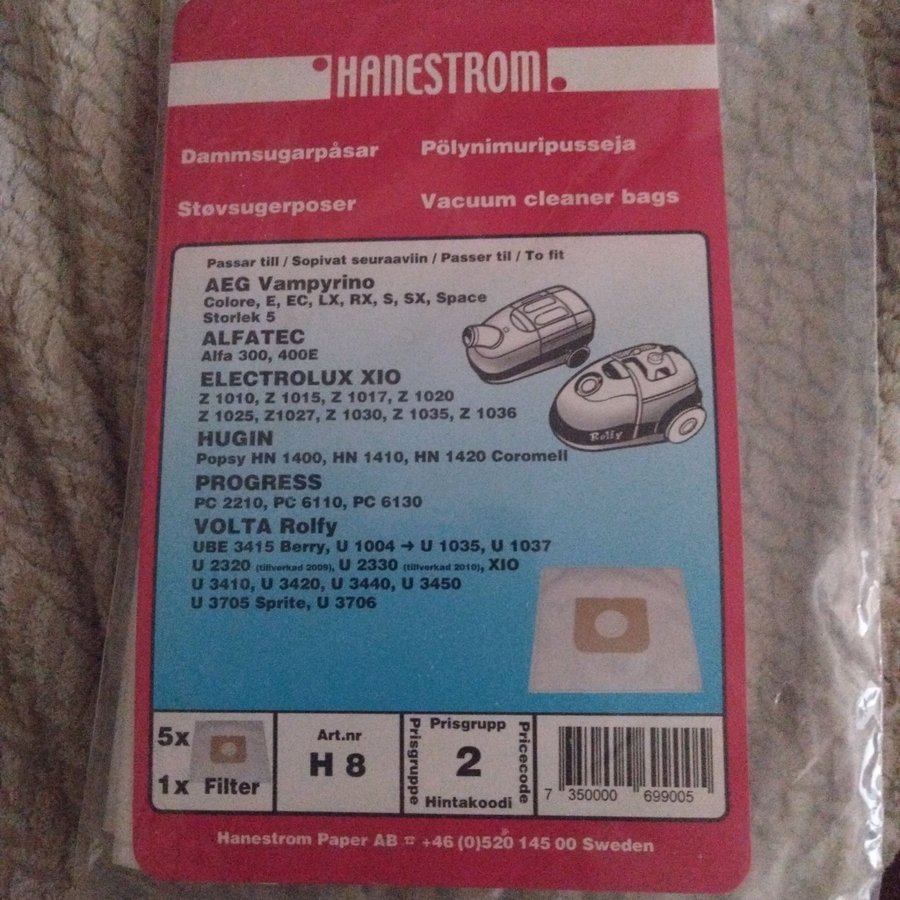 HANESTROM
Dammsugarpåsar
Pölynimuripusseja
Støvsugerposer
Vacuum cleaner bags
Passar till / Sopivat seuraaviin / Passer til / To fit
AEG Vampyrino
Colore, E, EC, LX, RX, S, SX, Space
Storlek 5
ALFATEC
Alfa 300, 400E
ELECTROLUX XIO
Z 1010, Z 1015, Z 1017, Z 1020
Z 1025, Z1027, Z 1030, Z 1035, Z 1036
HUGIN
Popsy HN 1400, HN 1410, HN 1420 Coromell
PROGRESS
PC 2210, PC 6110, PC 6130
VOLTA Rolfy
UBE 3415 Berry, U 1004 → U 1035, U 1037
U 2320 (tillverkad 2009), U 2330 (tillverkad 2010), XIO
U 3410, U 3420, U 3440, U 3450
U 3705 Sprite, U 3706
Rolfy
5x
1x Filter
Art.nr
H 8
Prisgruppe
Prisgrupp
2
Hintakoodi
Pricecode
7 350000 699005
Hanestrom Paper AB ☎ +46 (0)520 145 00 Sweden